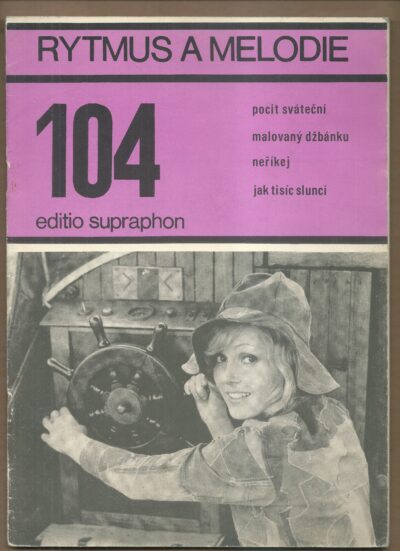 RYTMUS A MELODIE
104
editio supraphon
pocit sváteční
malovaný džbánku
neříkej
jak tisíc sluncí